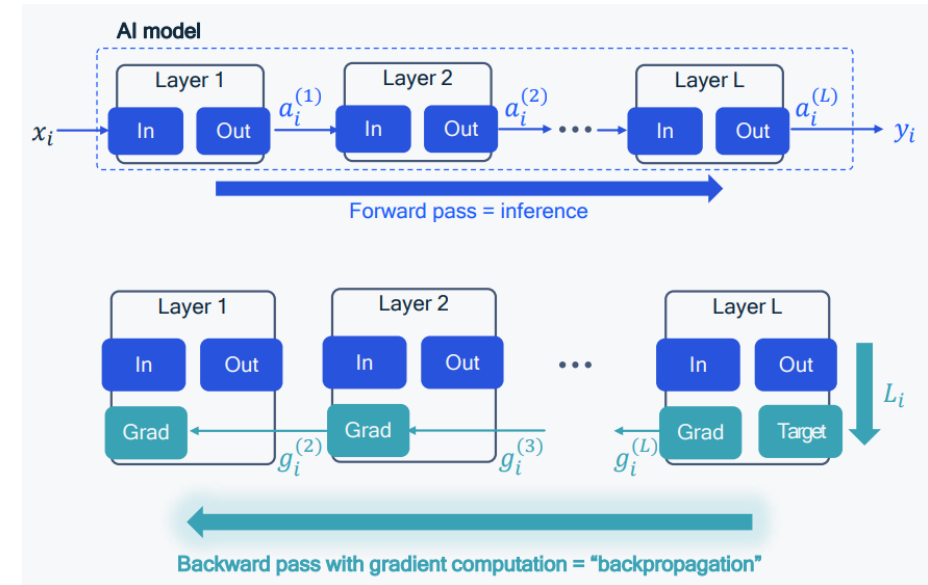 AI model
Layer 1 Layer 2 Layer L
x_i In Out a_i^{(1)} In Out a_i^{(2)} ••• In Out a_i^{(L)} y_i
Forward pass = inference
Layer 1 Layer 2 Layer L
In Out In Out ••• In Out L_i
Grad g_i^{(2)} Grad g_i^{(3)} g_i^{(L)} Grad Target
Backward pass with gradient computation = “backpropagation”